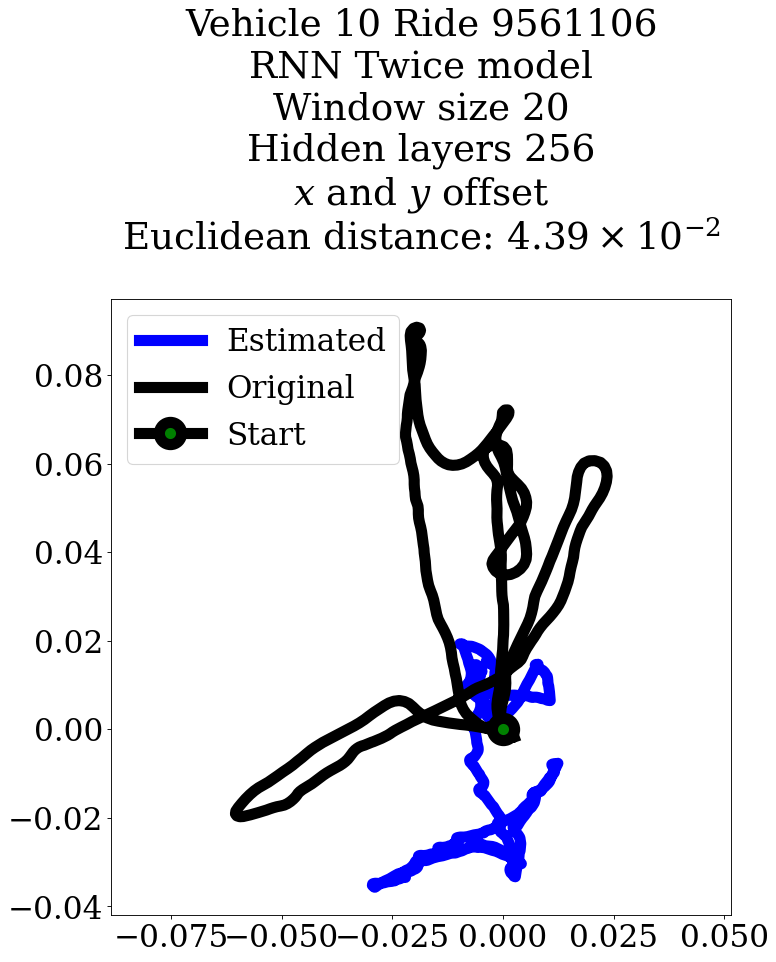 Vehicle 10 Ride 9561106
RNN Twice model
Window size 20
Hidden layers 256
x and y offset
Euclidean distance: 4.39 × 10⁻²
Estimated
Original
Start
0.08
0.06
0.04
0.02
0.00
−0.02
−0.04
−0.075 −0.050 −0.025 0.000 0.025 0.050